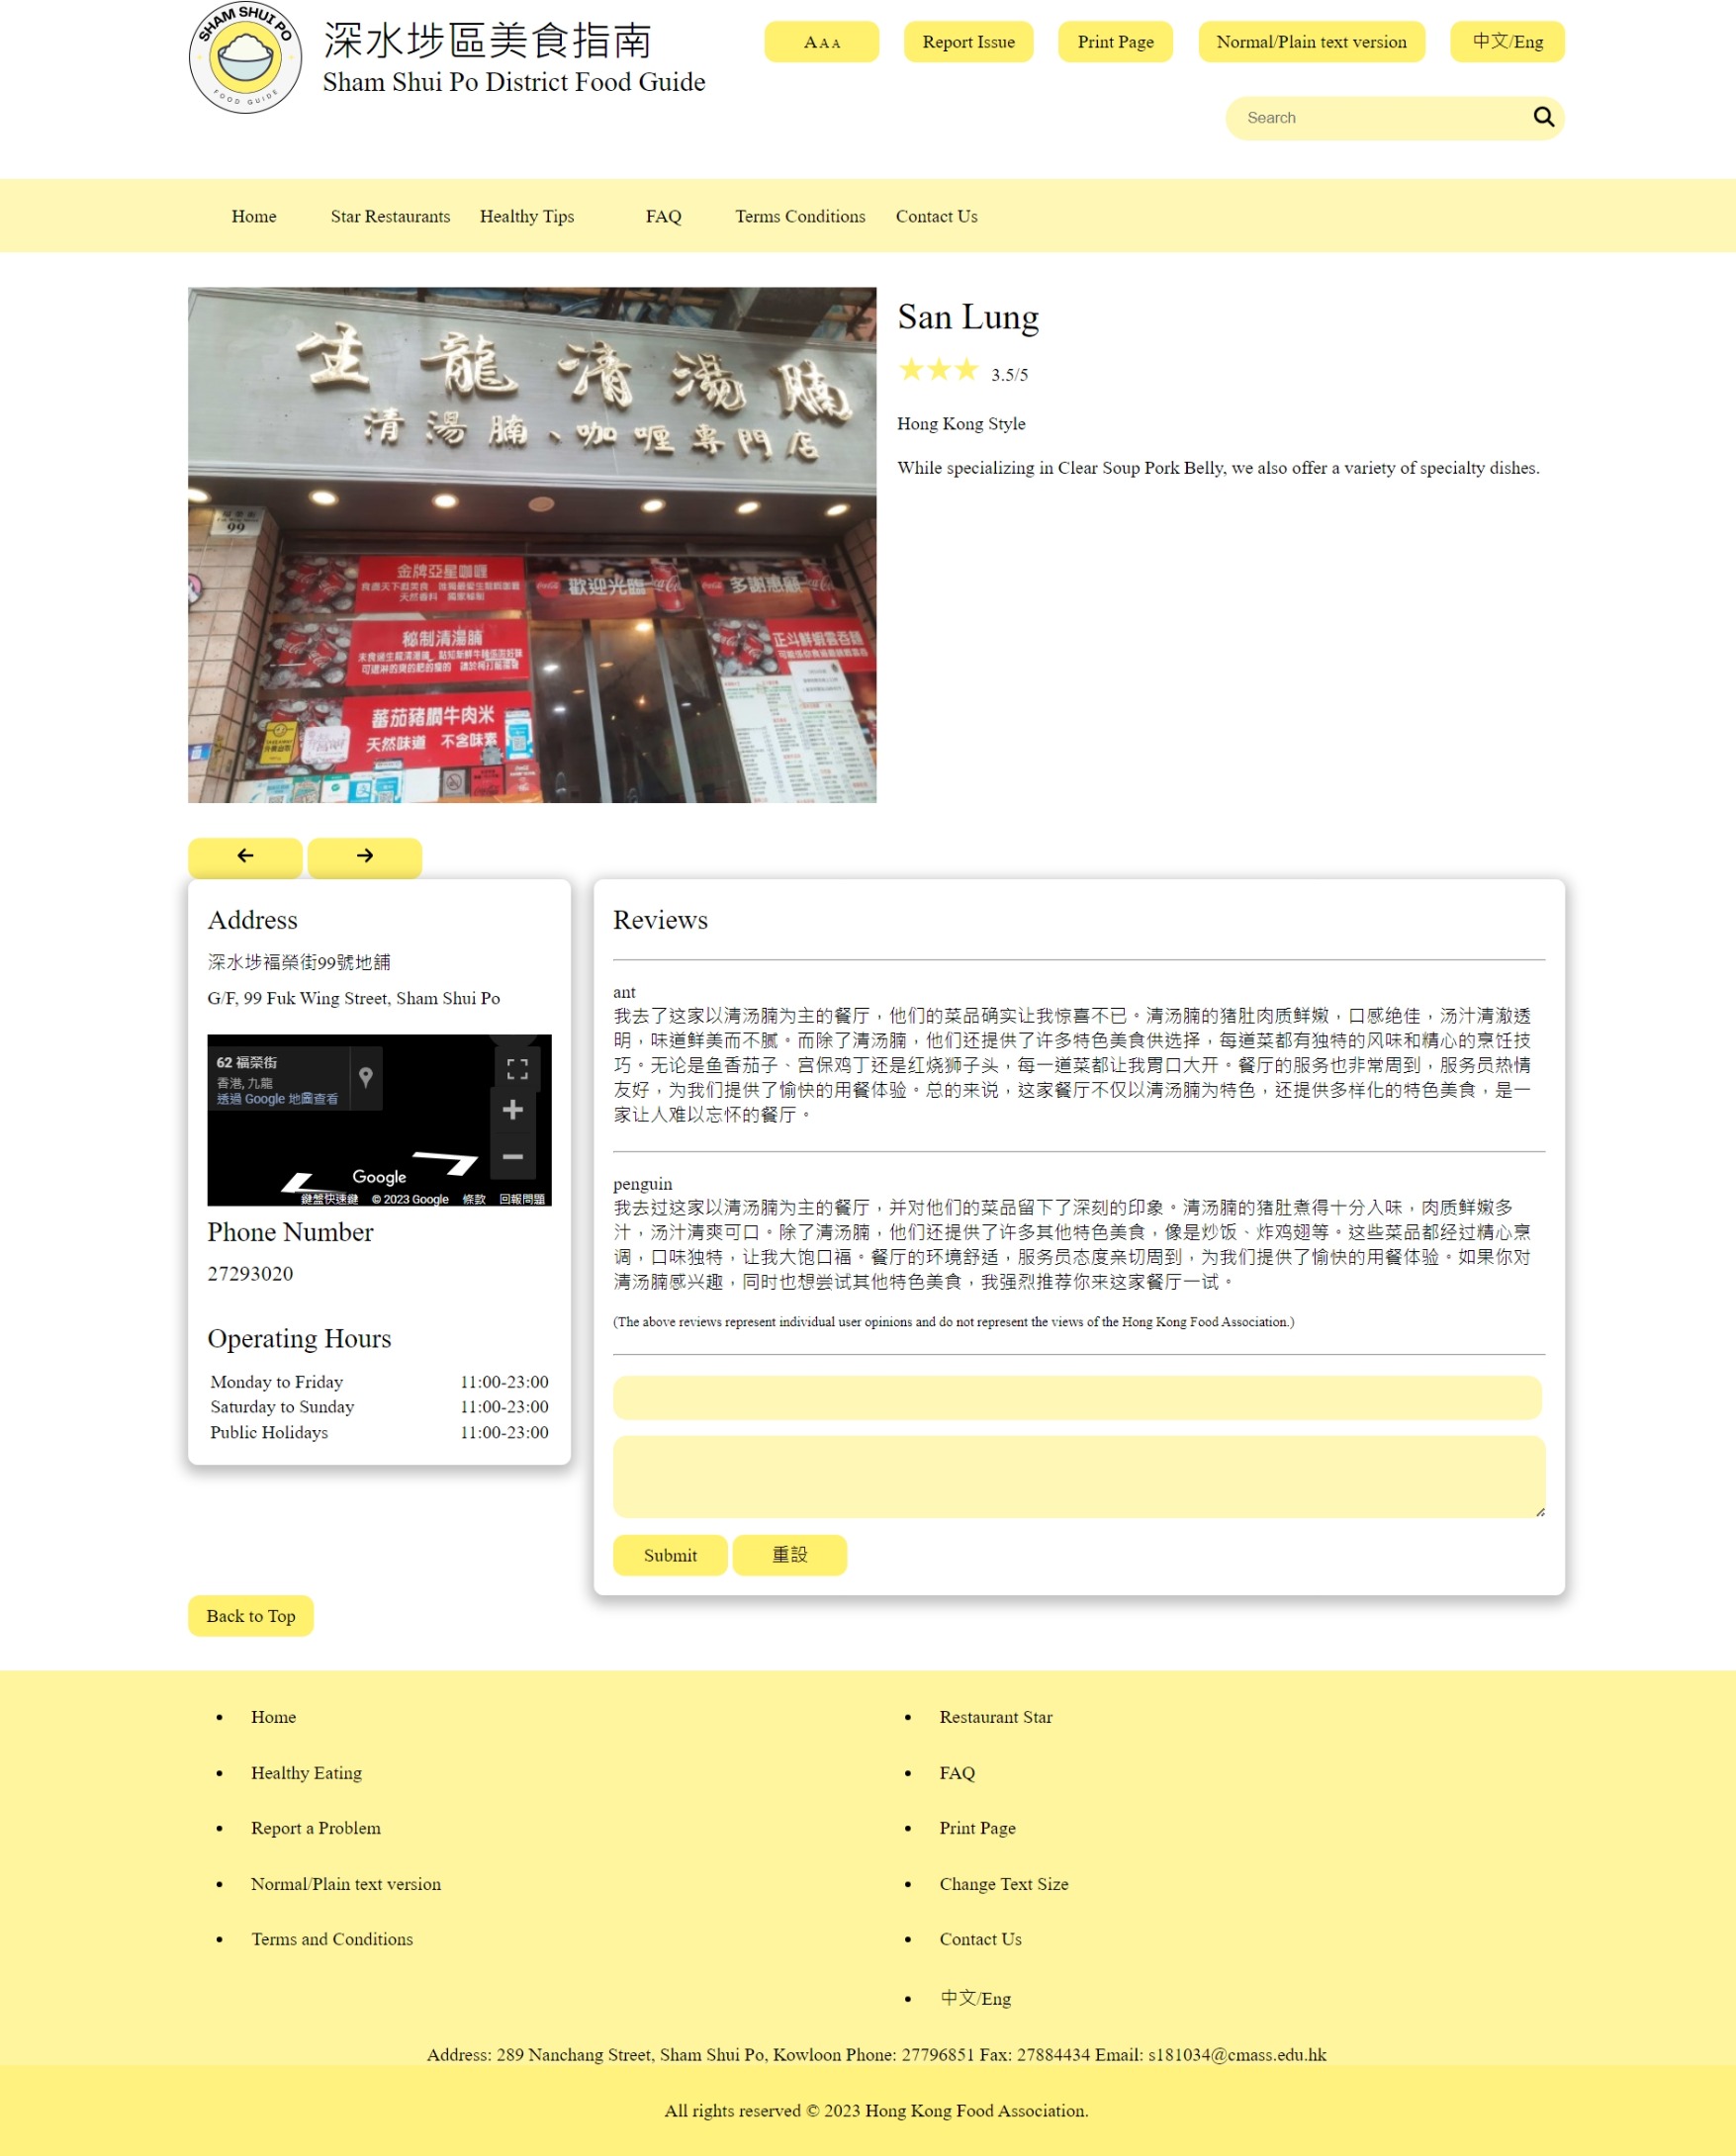 SHAM SHUI PO
FOOD GUIDE
深水埗區美食指南
Sham Shui Po District Food Guide
A A A
Report Issue
Print Page
Normal/Plain text version
中文/Eng
Search
Home
Star Restaurants
Healthy Tips
FAQ
Terms Conditions
Contact Us
生龍清湯腩
清湯腩、咖喱專門店
99
金牌亞星咖喱
歡迎光臨
多謝惠顧
秘制清湯腩
正斗鮮蝦雲吞麵
蕃茄豬膶牛肉米
天然味道 不含味素
San Lung
3.5/5
Hong Kong Style
While specializing in Clear Soup Pork Belly, we also offer a variety of specialty dishes.
Address
深水埗福榮街99號地舖
G/F, 99 Fuk Wing Street, Sham Shui Po
62 福榮街
香港, 九龍
透過 Google 地圖查看
Google
鍵盤快速鍵 © 2023 Google 條款 回報問題
Phone Number
27293020
Operating Hours
Monday to Friday 11:00-23:00
Saturday to Sunday 11:00-23:00
Public Holidays 11:00-23:00
Reviews
ant
我去了这家以清汤腩为主的餐厅，他们的菜品确实让我惊喜不已。清汤腩的猪肚肉质鲜嫩，口感绝佳，汤汁清澈透
明，味道鲜美而不腻。而除了清汤腩，他们还提供了许多特色美食供选择，每道菜都有独特的风味和精心的烹饪技
巧。无论是鱼香茄子、宫保鸡丁还是红烧狮子头，每一道菜都让我胃口大开。餐厅的服务也非常周到，服务员热情
友好，为我们提供了愉快的用餐体验。总的来说，这家餐厅不仅以清汤腩为特色，还提供多样化的特色美食，是一
家让人难以忘怀的餐厅。
penguin
我去过这家以清汤腩为主的餐厅，并对他们的菜品留下了深刻的印象。清汤腩的猪肚煮得十分入味，肉质鲜嫩多
汁，汤汁清爽可口。除了清汤腩，他们还提供了许多其他特色美食，像是炒饭、炸鸡翅等。这些菜品都经过精心烹
调，口味独特，让我大饱口福。餐厅的环境舒适，服务员态度亲切周到，为我们提供了愉快的用餐体验。如果你对
清汤腩感兴趣，同时也想尝试其他特色美食，我强烈推荐你来这家餐厅一试。
(The above reviews represent individual user opinions and do not represent the views of the Hong Kong Food Association.)
Submit
重設
Back to Top
Home
Restaurant Star
Healthy Eating
FAQ
Report a Problem
Print Page
Normal/Plain text version
Change Text Size
Terms and Conditions
Contact Us
中文/Eng
Address: 289 Nanchang Street, Sham Shui Po, Kowloon Phone: 27796851 Fax: 27884434 Email: s181034@cmass.edu.hk
All rights reserved © 2023 Hong Kong Food Association.